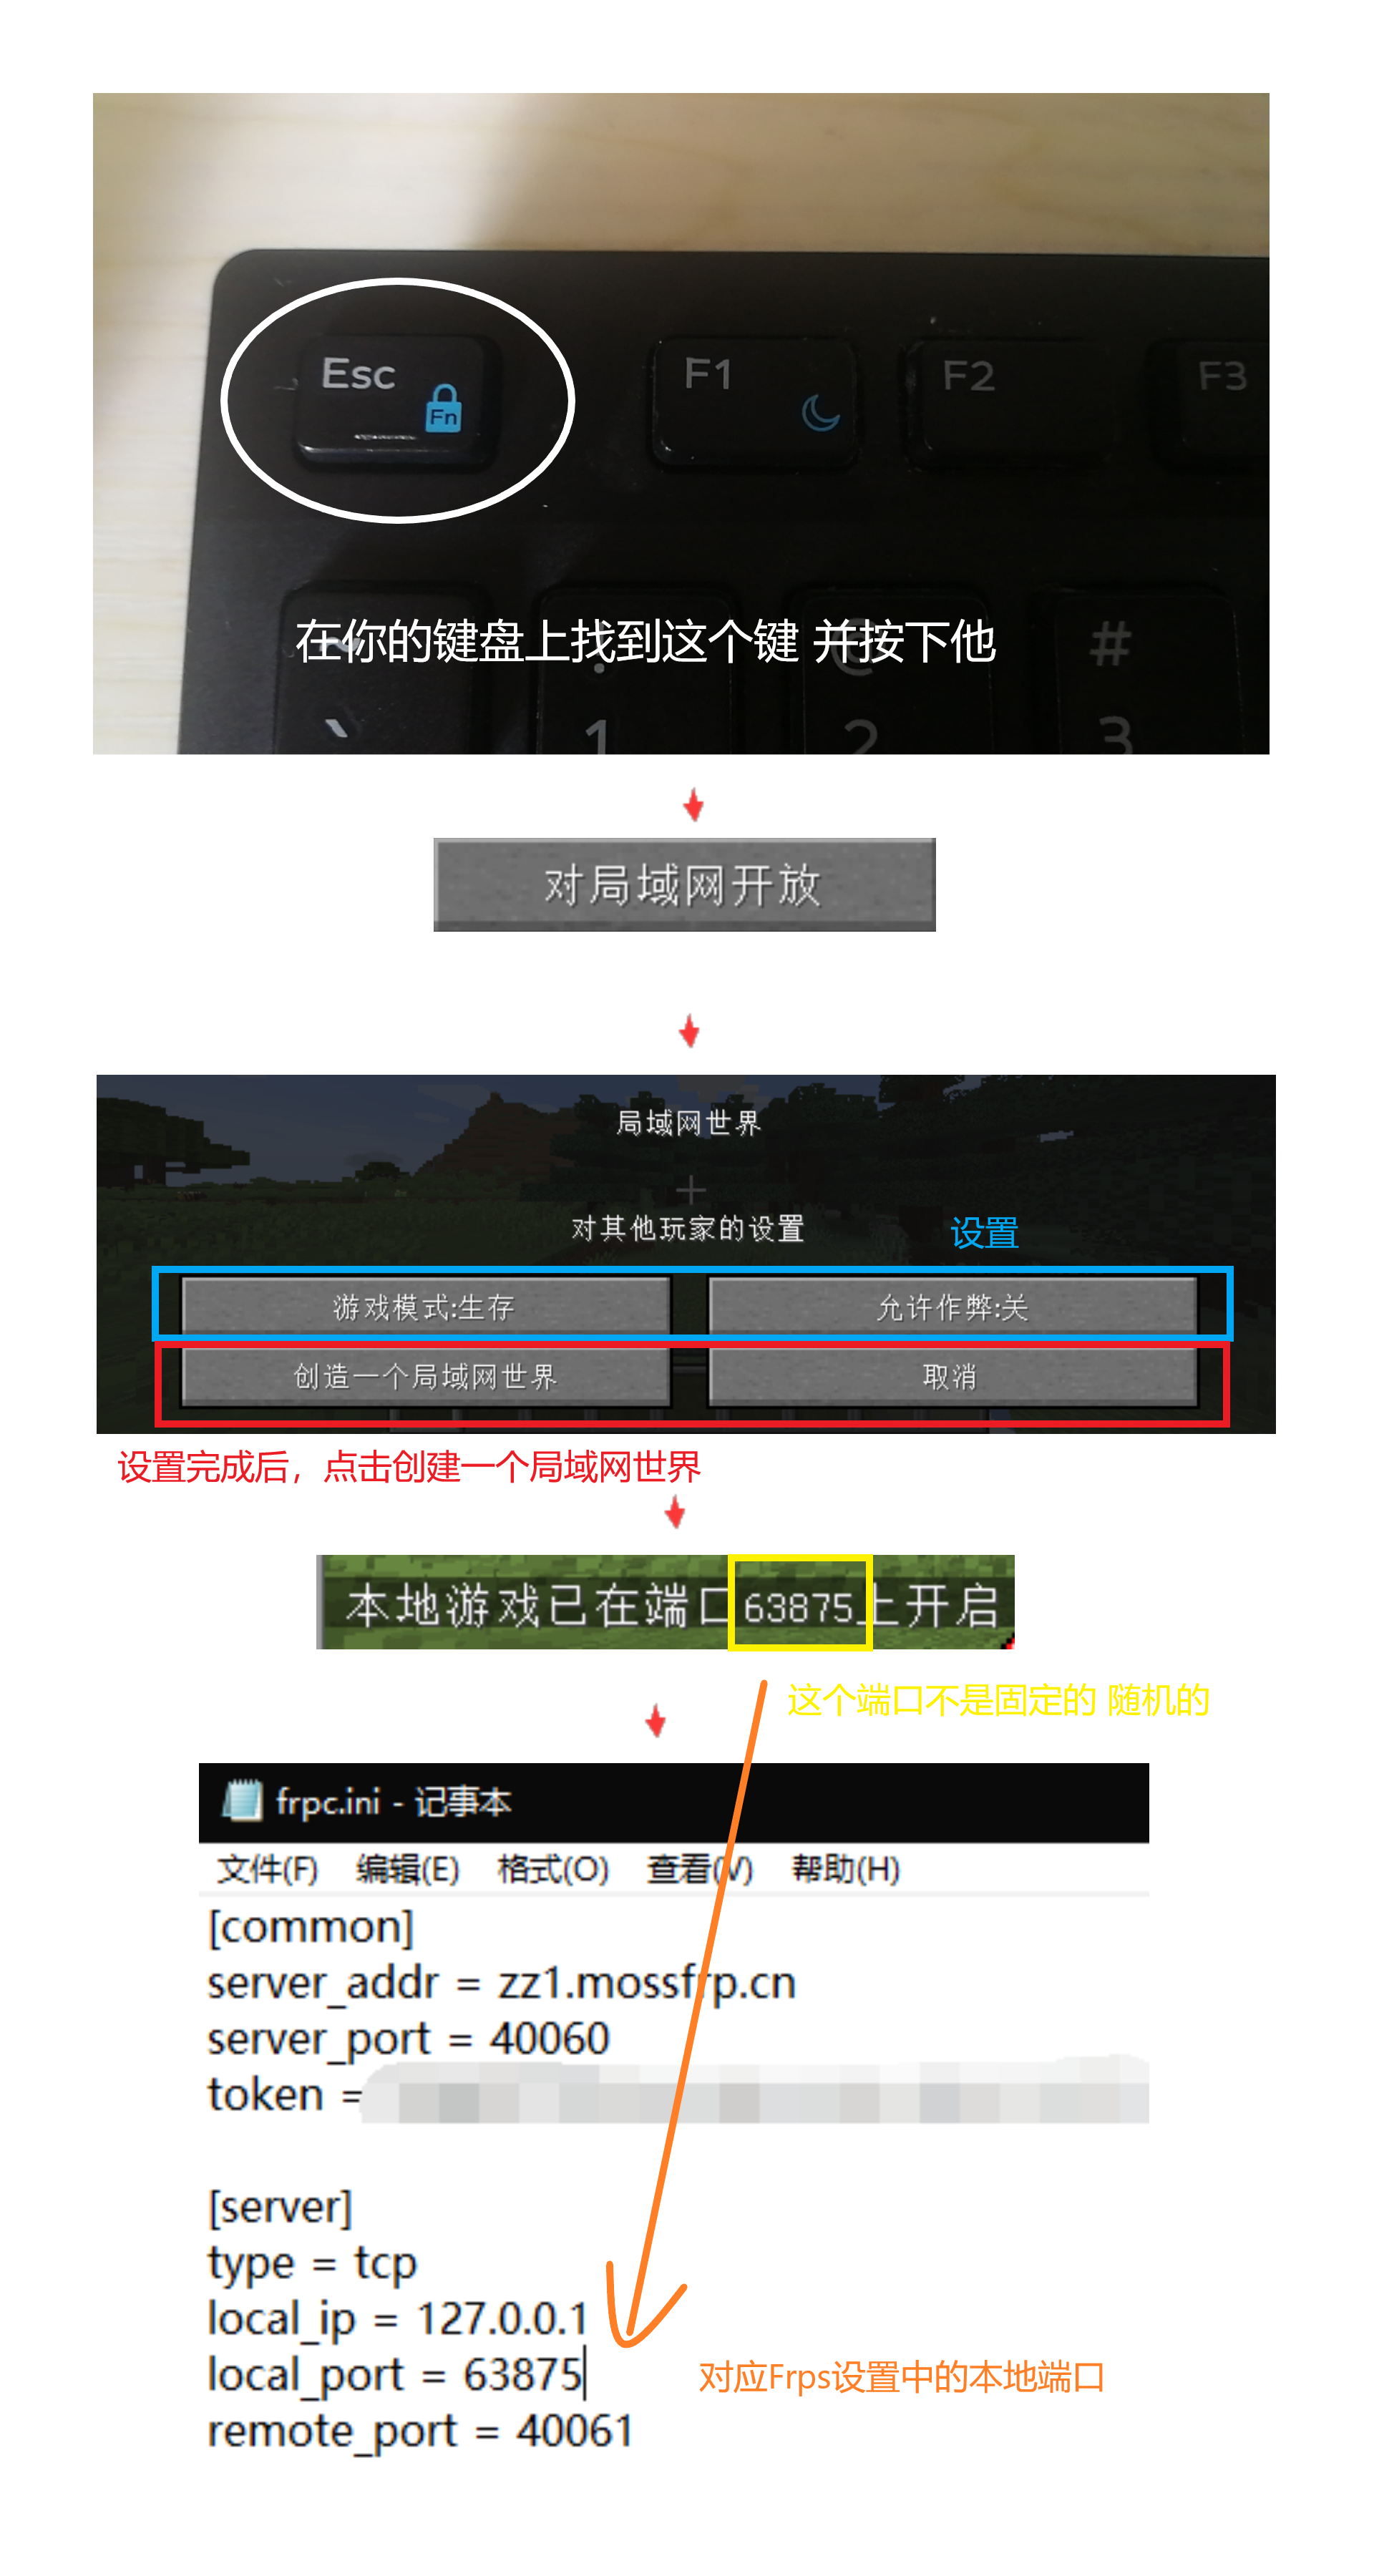 Esc
Fn
F1
F2
F3
在你的键盘上找到这个键 并按下他
~ ! @ #
` 1 2 3
对局域网开放
局域网世界
对其他玩家的设置
设置
游戏模式:生存
允许作弊:关
创造一个局域网世界
取消
设置完成后，点击创建一个局域网世界
本地游戏已在端口63875上开启
这个端口不是固定的 随机的
frpc.ini - 记事本
文件(F) 编辑(E) 格式(O) 查看(V) 帮助(H)
[common]
server_addr = zz1.mossfrp.cn
server_port = 40060
token =
[server]
type = tcp
local_ip = 127.0.0.1
local_port = 63875
对应Frps设置中的本地端口
remote_port = 40061